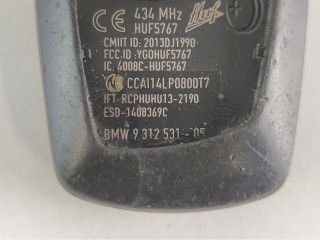 CE 434 MHz Huf
HUF5767
CMIIT ID: 2013DJ1990
FCC ID:YGOHUF5767
IC: 4008C-HUF5767
CCAI14LP0800T7
IFT: RCPHUHU13-2190
ESD-1408369C
BMW 9 312 531 - 05